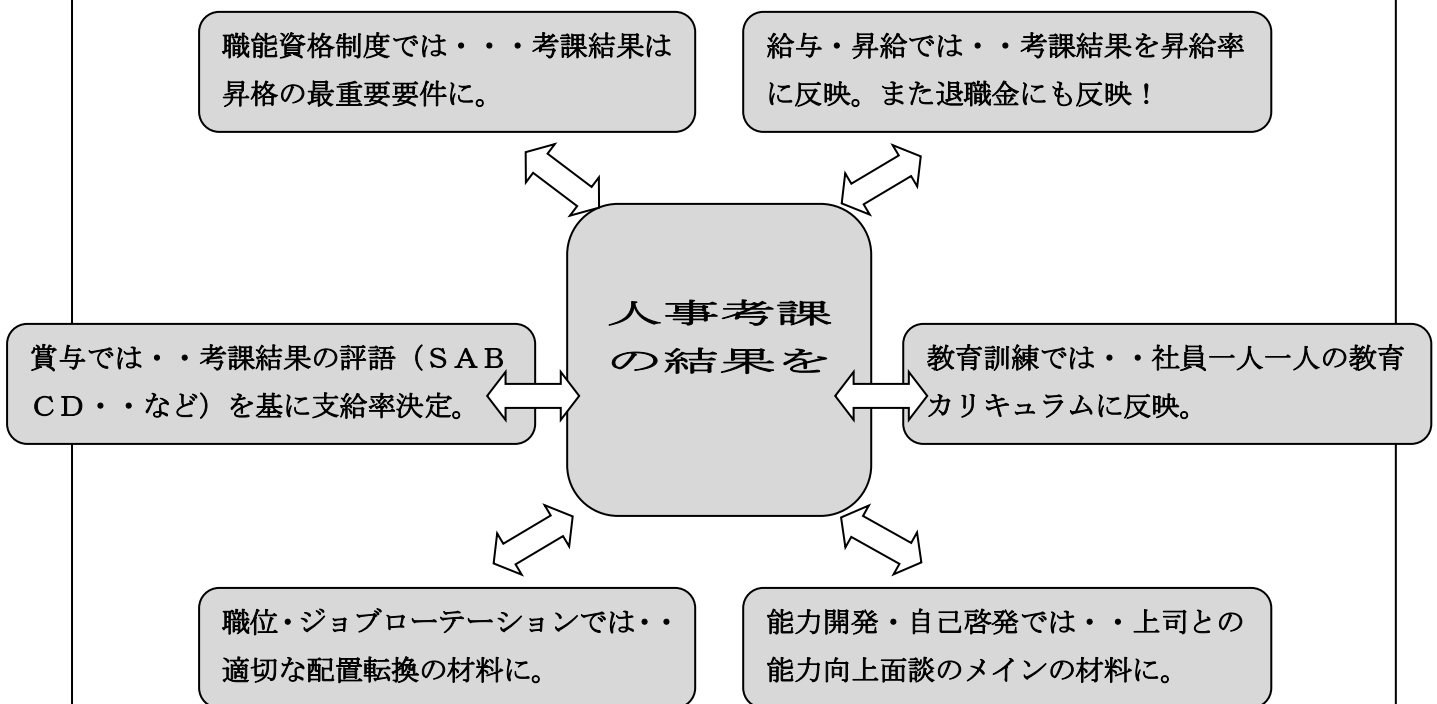 職能資格制度では・・・考課結果は
昇格の最重要要件に。
給与・昇給では・・考課結果を昇給率
に反映。また退職金にも反映！
人事考課
の結果を
賞与では・・考課結果の評語（ＳＡＢ
ＣＤ・・など）を基に支給率決定。
教育訓練では・・社員一人一人の教育
カリキュラムに反映。
職位・ジョブローテーションでは・・
適切な配置転換の材料に。
能力開発・自己啓発では・・上司との
能力向上面談のメインの材料に。